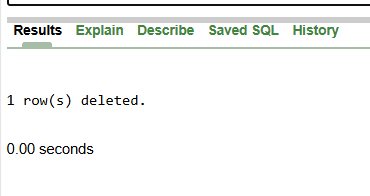 Results Explain Describe Saved SQL History
1 row(s) deleted.
0.00 seconds